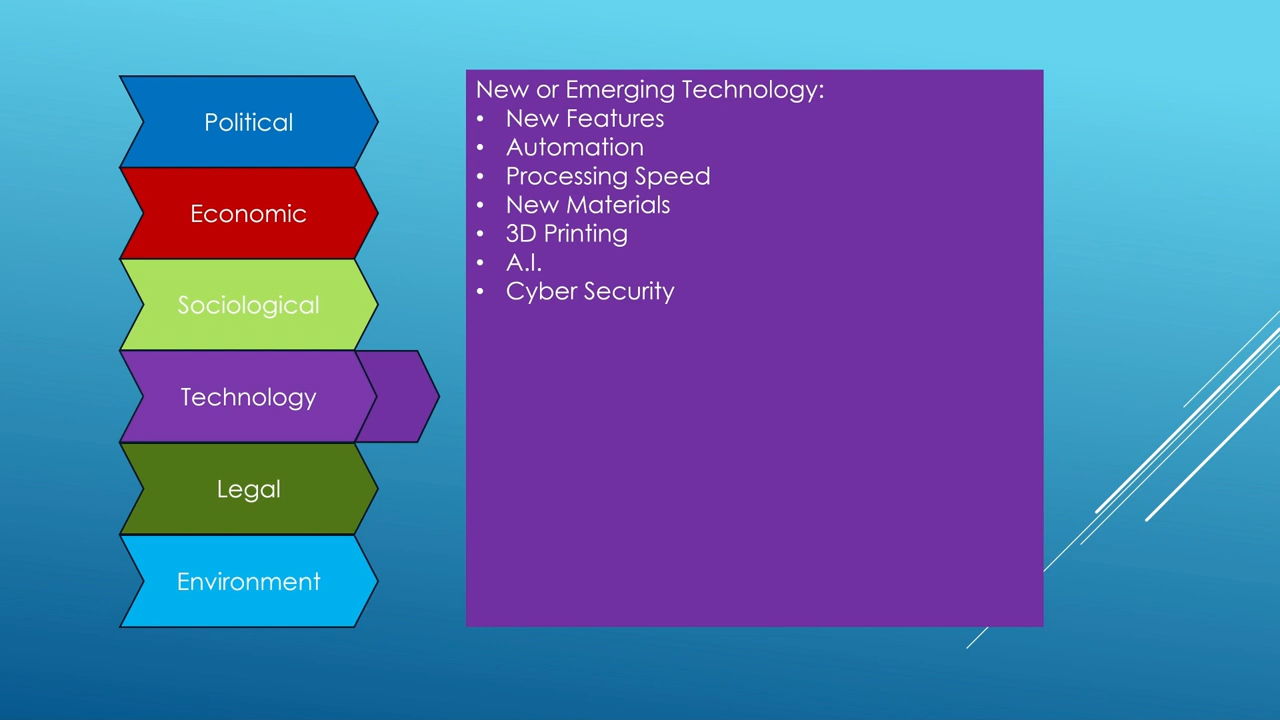 Political
Economic
Sociological
Technology
Legal
Environment
New or Emerging Technology:
• New Features
• Automation
• Processing Speed
• New Materials
• 3D Printing
• A.I.
• Cyber Security